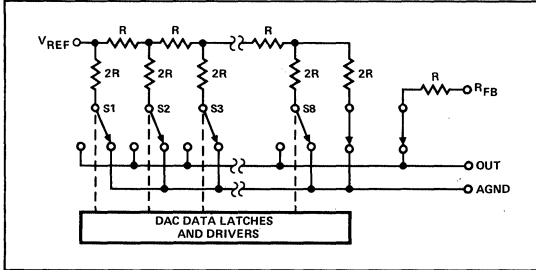 R R R
VREF
R
2R 2R 2R 2R 2R
RFB
S1 S2 S3 S8
OUT
AGND
DAC DATA LATCHES
AND DRIVERS